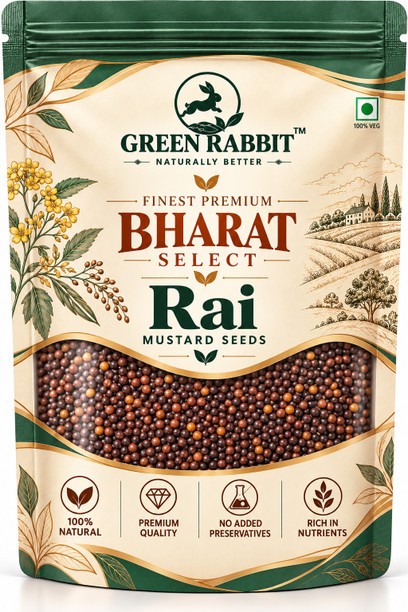 GREEN RABBIT™
NATURALLY BETTER
100% VEG
FINEST PREMIUM
BHARAT
SELECT
Rai
MUSTARD SEEDS
100%
NATURAL
PREMIUM
QUALITY
NO ADDED
PRESERVATIVES
RICH IN
NUTRIENTS